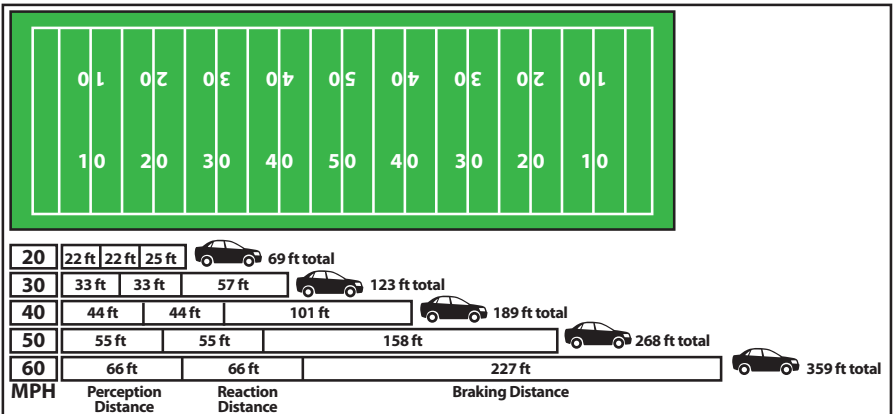 10 20 30 40 50 40 30 20 10
10 20 30 40 50 40 30 20 10
20 22 ft 22 ft 25 ft 69 ft total
30 33 ft 33 ft 57 ft 123 ft total
40 44 ft 44 ft 101 ft 189 ft total
50 55 ft 55 ft 158 ft 268 ft total
60 66 ft 66 ft 227 ft 359 ft total
MPH Perception Reaction Braking Distance
Distance Distance